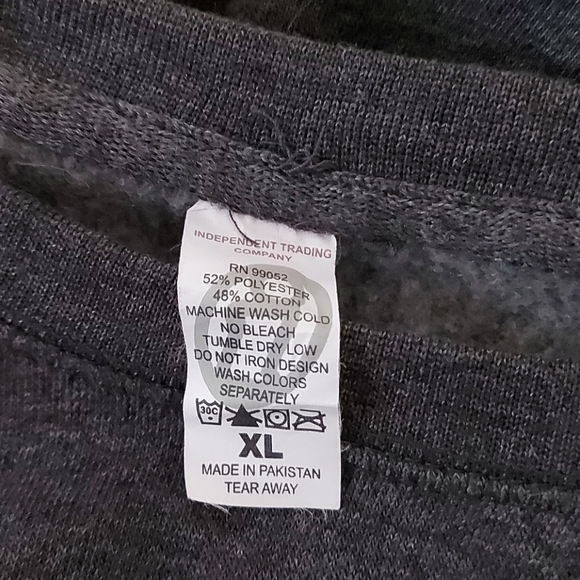 INDEPENDENT TRADING
COMPANY
RN 99052
52% POLYESTER
48% COTTON
MACHINE WASH COLD
NO BLEACH
TUMBLE DRY LOW
DO NOT IRON DESIGN
WASH COLORS
SEPARATELY
30C
XL
MADE IN PAKISTAN
TEAR AWAY